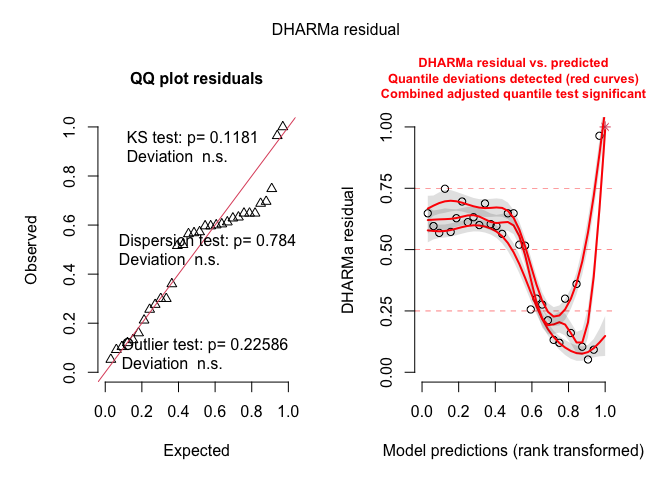 DHARMa residual
QQ plot residuals
KS test: p= 0.1181
Deviation n.s.
Dispersion test: p= 0.784
Deviation n.s.
Outlier test: p= 0.22586
Deviation n.s.
Observed
0.0 0.2 0.4 0.6 0.8 1.0
0.0 0.2 0.4 0.6 0.8 1.0
Expected
DHARMa residual vs. predicted
Quantile deviations detected (red curves)
Combined adjusted quantile test significant
DHARMa residual
0.00 0.25 0.50 0.75 1.00
0.0 0.2 0.4 0.6 0.8 1.0
Model predictions (rank transformed)